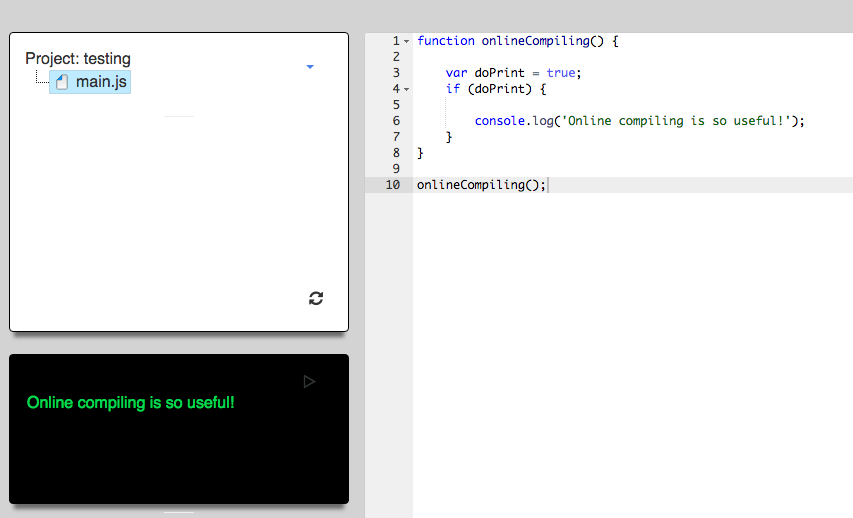 Project: testing
main.js
Online compiling is so useful!
1 function onlineCompiling() {
2
3     var doPrint = true;
4     if (doPrint) {
5
6         console.log('Online compiling is so useful!');
7     }
8 }
9
10 onlineCompiling();